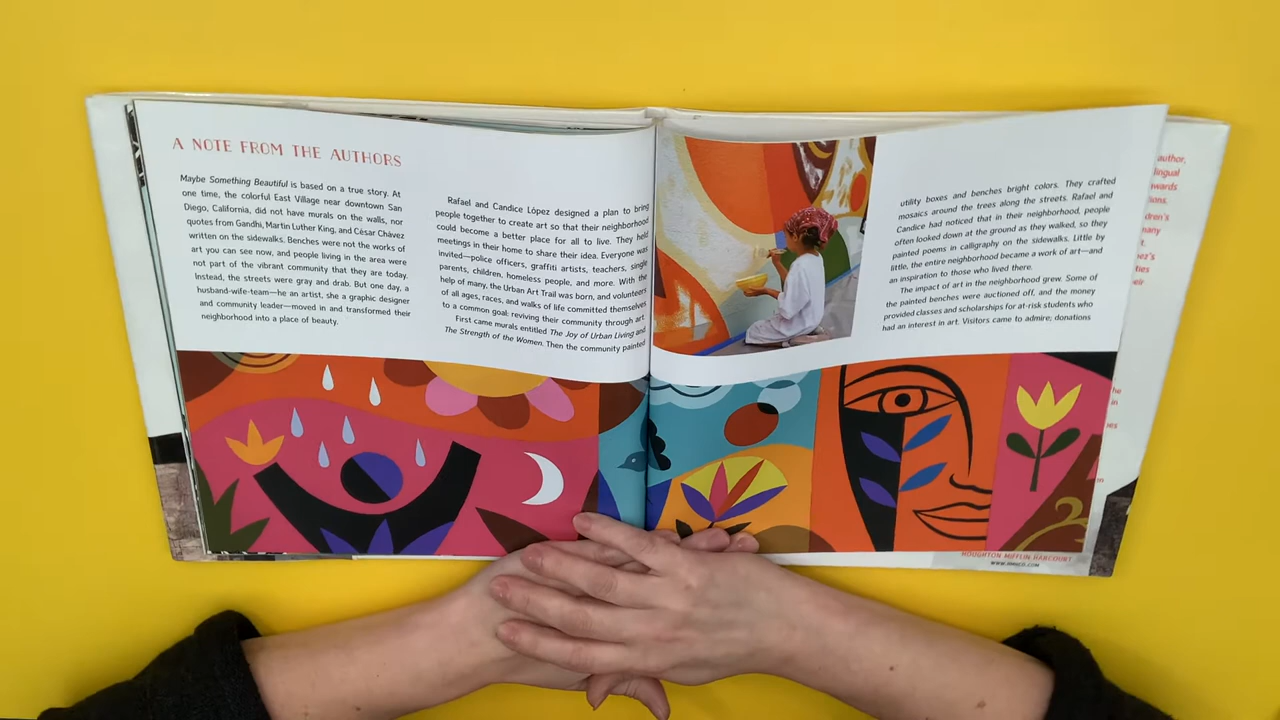 A NOTE FROM THE AUTHORS
Maybe Something Beautiful is based on a true story. At
one time, the colorful East Village near downtown San
Diego, California, did not have murals on the walls, nor
quotes from Gandhi, Martin Luther King, and César Chávez
written on the sidewalks. Benches were not the works of
art you can see now, and people living in the area were
not part of the vibrant community that they are today.
Instead, the streets were gray and drab. But one day, a
husband-wife-team—he an artist, she a graphic designer
and community leader—moved in and transformed their
neighborhood into a place of beauty.
Rafael and Candice López designed a plan to bring
people together to create art so that their neighborhood
could become a better place for all to live. They held
meetings in their home to share their idea. Everyone was
invited—police officers, graffiti artists, teachers, single
parents, children, homeless people, and more. With the
help of many, the Urban Art Trail was born, and volunteers
of all ages, races, and walks of life committed themselves
to a common goal: reviving their community through art.
First came murals entitled The Joy of Urban Living and
The Strength of the Women. Then the community painted
utility boxes and benches bright colors. They crafted
mosaics around the trees along the streets. Rafael and
Candice had noticed that in their neighborhood, people
often looked down at the ground as they walked, so they
painted poems in calligraphy on the sidewalks. Little by
little, the entire neighborhood became a work of art—and
an inspiration to those who lived there.
The impact of art in the neighborhood grew. Some of
the painted benches were auctioned off, and the money
provided classes and scholarships for at-risk students who
had an interest in art. Visitors came to admire; donations
author,
lingual
wards
HOUGHTON MIFFLIN HARCOURT
www.hmhco.com